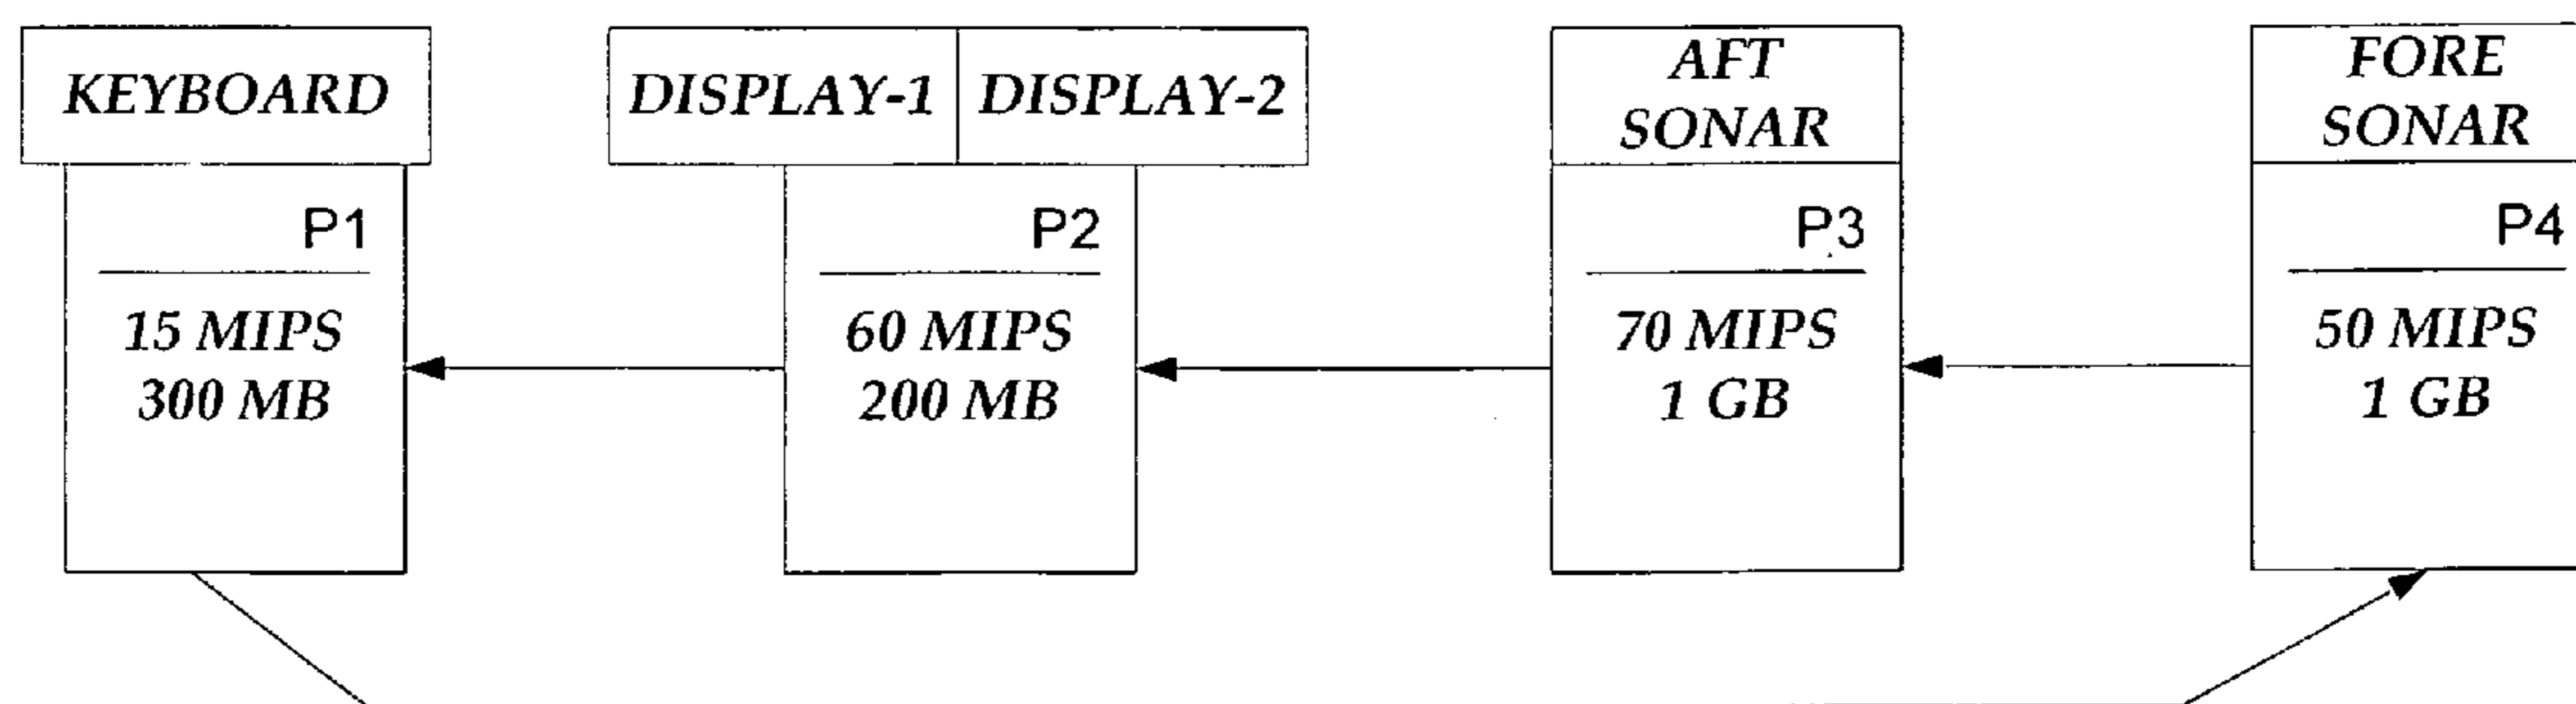 KEYBOARD
P1
15 MIPS
300 MB
DISPLAY-1
DISPLAY-2
P2
60 MIPS
200 MB
AFT
SONAR
P3
70 MIPS
1 GB
FORE
SONAR
P4
50 MIPS
1 GB